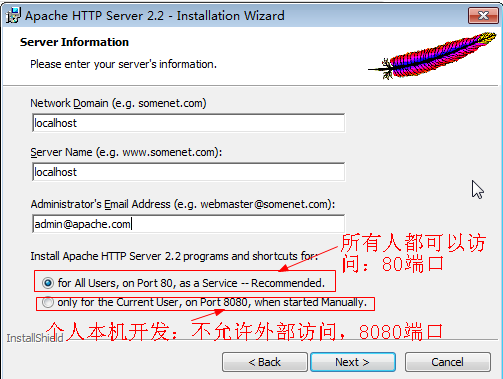 Apache HTTP Server 2.2 - Installation Wizard
Server Information
Please enter your server's information.
Network Domain (e.g. somenet.com)
localhost
Server Name (e.g. www.somenet.com):
localhost
Administrator's Email Address (e.g. webmaster@somenet.com):
admin@apache.com
Install Apache HTTP Server 2.2 programs and shortcuts for:
所有人都可以访
问：80端口
for All Users, on Port 80, as a Service -- Recommended.
only for the Current User, on Port 8080, when started Manually.
个人本机开发：不允许外部访问，8080端口
InstallShield
< Back
Next >
Cancel